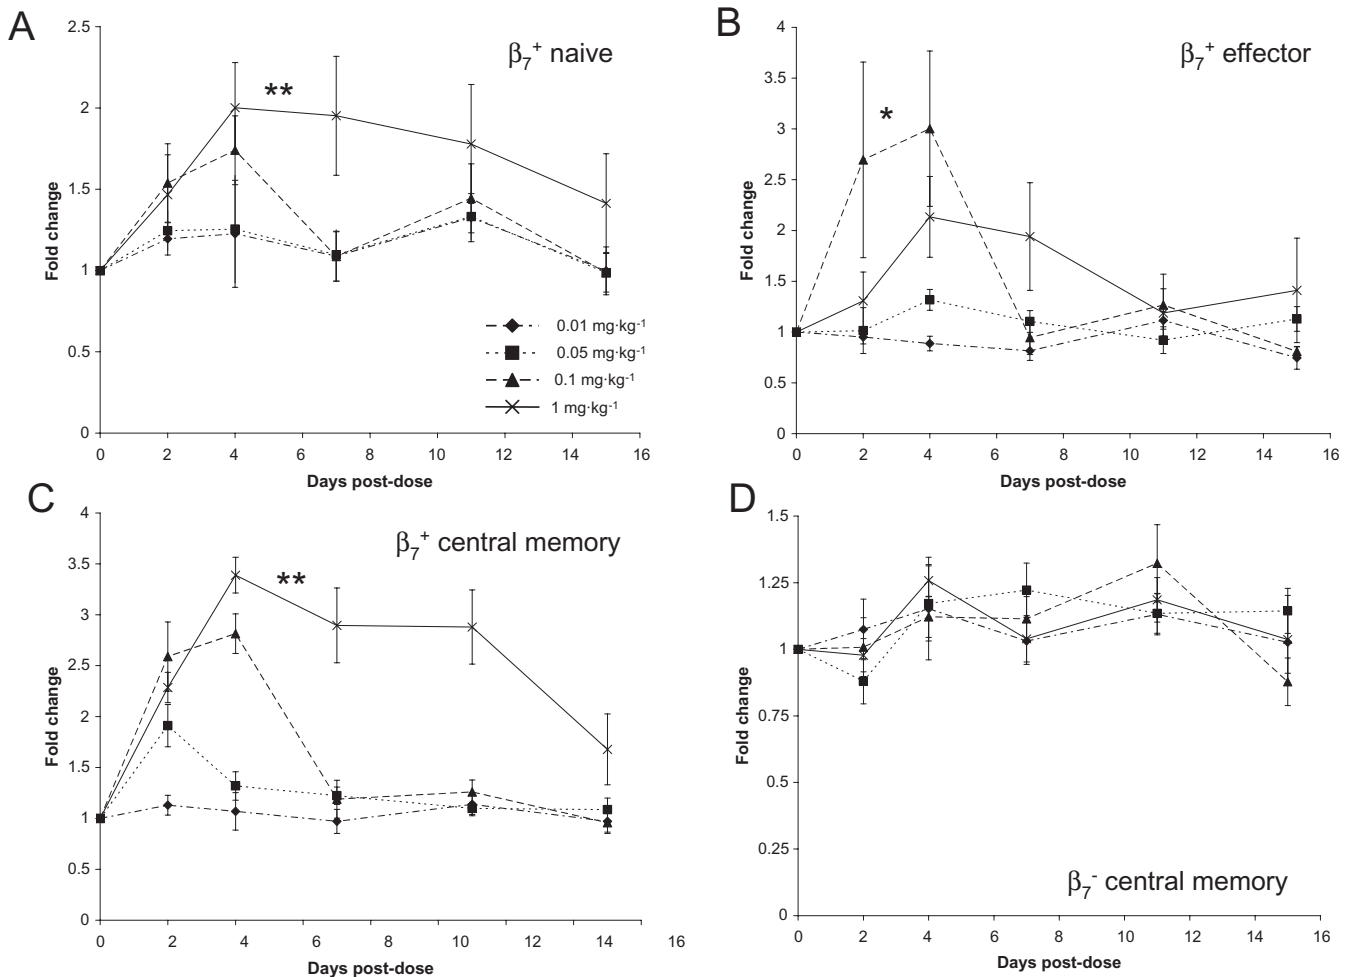 A
β7+ naive
2.5
2
1.5
1
0.5
0
**
Fold change
0.01 mg·kg-1
0.05 mg·kg-1
0.1 mg·kg-1
1 mg·kg-1
0 2 4 6 8 10 12 14 16
Days post-dose
B
β7+ effector
4
3.5
3
2.5
2
1.5
1
0.5
0
*
Fold change
0 2 4 6 8 10 12 14 16
Days post-dose
C
β7+ central memory
4
3.5
3
2.5
2
1.5
1
0.5
0
**
Fold change
0 2 4 6 8 10 12 14 16
Days post-dose
D
1.5
1.25
1
0.75
0.5
0.25
0
Fold change
β7- central memory
0 2 4 6 8 10 12 14 16
Days post-dose